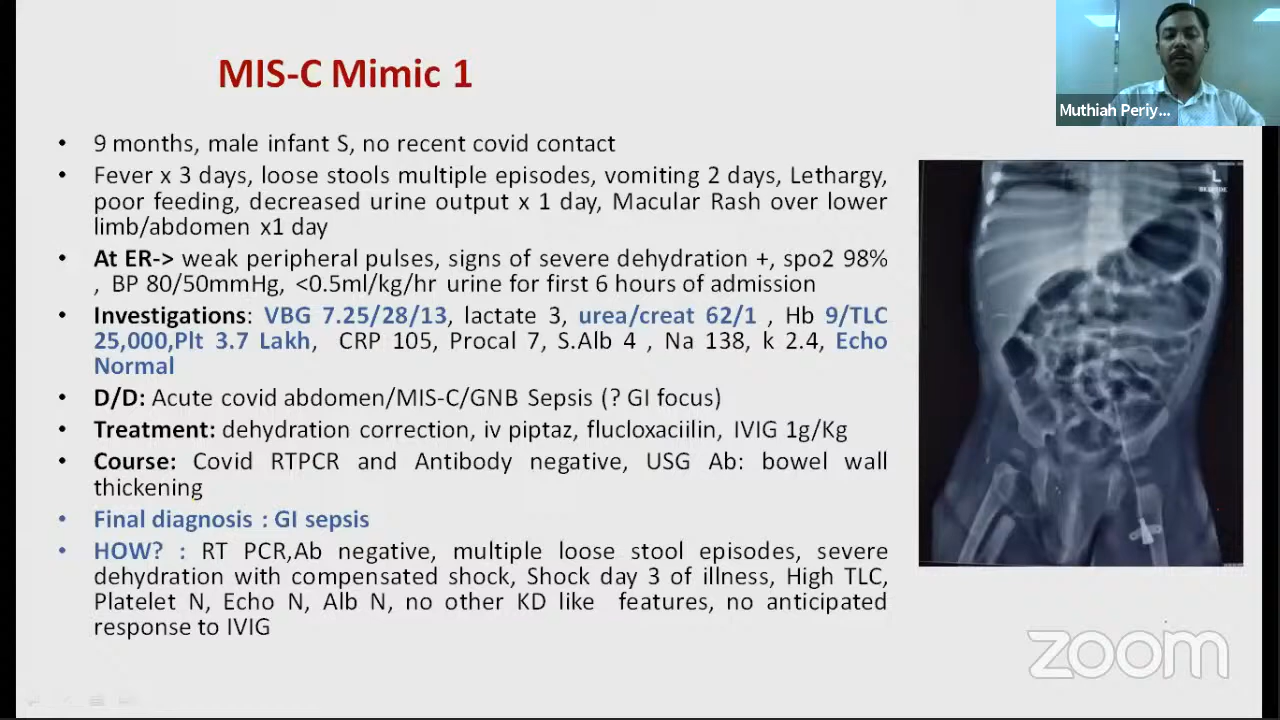 MIS-C Mimic 1
Muthiah Periy...
• 9 months, male infant S, no recent covid contact
• Fever x 3 days, loose stools multiple episodes, vomiting 2 days, Lethargy,
poor feeding, decreased urine output x 1 day, Macular Rash over lower
limb/abdomen x1 day
• At ER-> weak peripheral pulses, signs of severe dehydration +, spo2 98%
, BP 80/50mmHg, <0.5ml/kg/hr urine for first 6 hours of admission
• Investigations: VBG 7.25/28/13, lactate 3, urea/creat 62/1 , Hb 9/TLC
25,000,Plt 3.7 Lakh, CRP 105, Procal 7, S.Alb 4 , Na 138, k 2.4, Echo
Normal
• D/D: Acute covid abdomen/MIS-C/GNB Sepsis (? GI focus)
• Treatment: dehydration correction, iv piptaz, flucloxaciilin, IVIG 1g/Kg
• Course: Covid RTPCR and Antibody negative, USG Ab: bowel wall
thickening
• Final diagnosis : GI sepsis
• HOW? : RT PCR,Ab negative, multiple loose stool episodes, severe
dehydration with compensated shock, Shock day 3 of illness, High TLC,
Platelet N, Echo N, Alb N, no other KD like features, no anticipated
response to IVIG
L
zoom